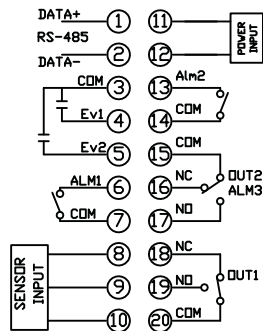 DATA+ 1 11
RS-485
DATA- 2 12
POWER INPUT
COM 3 13 Alm2
Ev1 4 14 COM
Ev2 5 15 COM
ALM1 6 16 NC OUT2
ALM3
COM 7 17 NO
8 18 NC
SENSOR INPUT
9 19 NO OUT1
10 20 COM